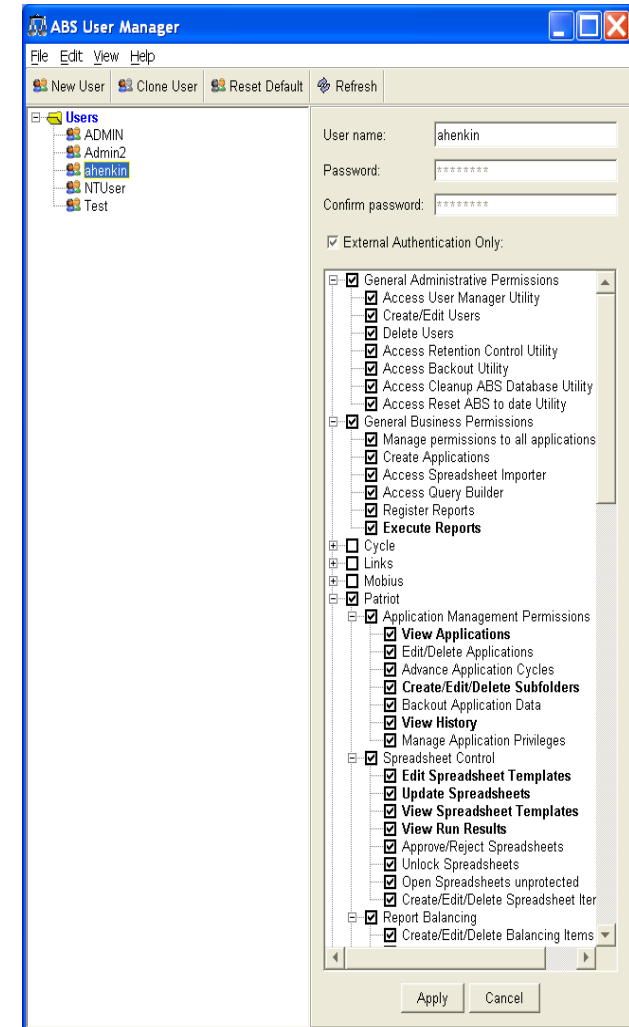 ABS User Manager
File Edit View Help
New User Clone User Reset Default Refresh
Users
ADMIN
Admin2
ahenkin
NTUser
Test
User name: ahenkin
Password: ********
Confirm password: ********
External Authentication Only:
General Administrative Permissions
Access User Manager Utility
Create/Edit Users
Delete Users
Access Retention Control Utility
Access Backout Utility
Access Cleanup ABS Database Utility
Access Reset ABS to date Utility
General Business Permissions
Manage permissions to all applications
Create Applications
Access Spreadsheet Importer
Access Query Builder
Register Reports
Execute Reports
Cycle
Links
Mobius
Patriot
Application Management Permissions
View Applications
Edit/Delete Applications
Advance Application Cycles
Create/Edit/Delete Subfolders
Backout Application Data
View History
Manage Application Privileges
Spreadsheet Control
Edit Spreadsheet Templates
Update Spreadsheets
View Spreadsheet Templates
View Run Results
Approve/Reject Spreadsheets
Unlock Spreadsheets
Open Spreadsheets unprotected
Create/Edit/Delete Spreadsheet Iter
Report Balancing
Create/Edit/Delete Balancing Items
Apply Cancel